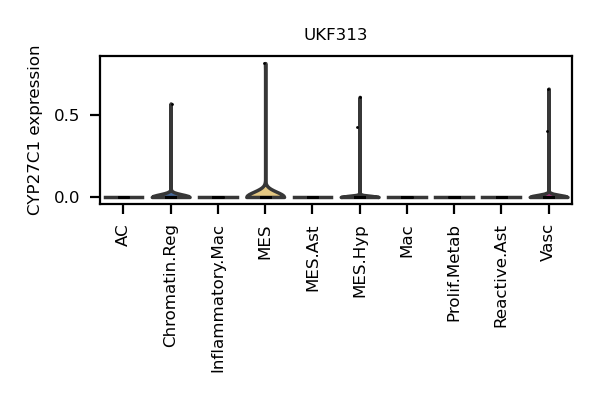 UKF313
CYP27C1 expression
0.5
0.0
AC
Chromatin.Reg
Inflammatory.Mac
MES
MES.Ast
MES.Hyp
Mac
Prolif.Metab
Reactive.Ast
Vasc